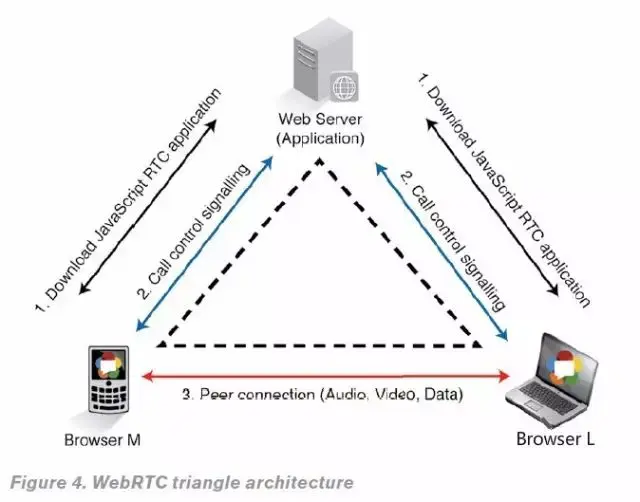 Web Server
(Application)
1. Download JavaScript RTC application
1. Download JavaScript RTC application
2. Call control signalling
2. Call control signalling
3. Peer connection (Audio, Video, Data)
Browser M
Browser L
Figure 4. WebRTC triangle architecture